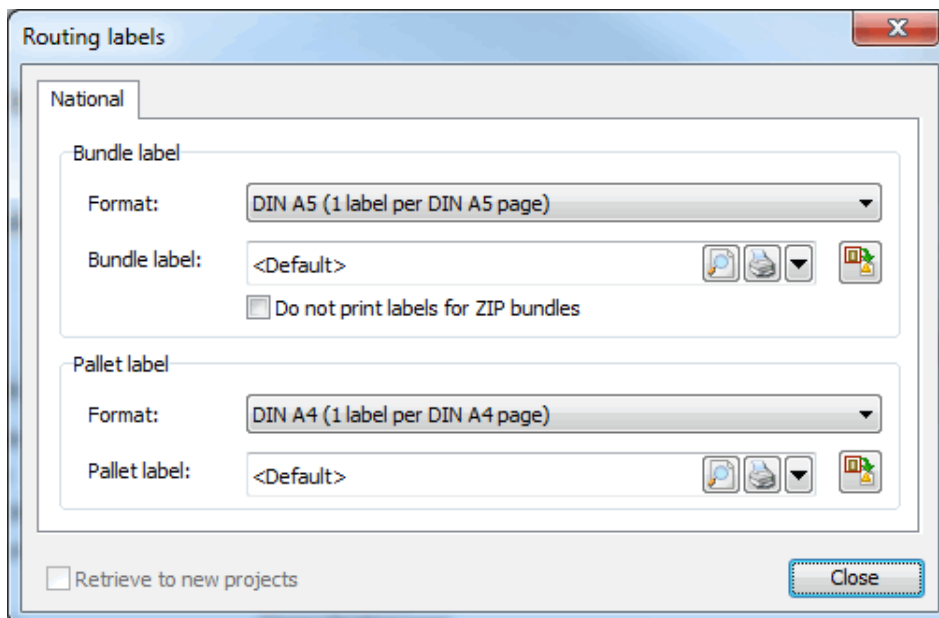 Routing labels
National
Bundle label
Format: DIN A5 (1 label per DIN A5 page)
Bundle label: <Default>
Do not print labels for ZIP bundles
Pallet label
Format: DIN A4 (1 label per DIN A4 page)
Pallet label: <Default>
Retrieve to new projects Close